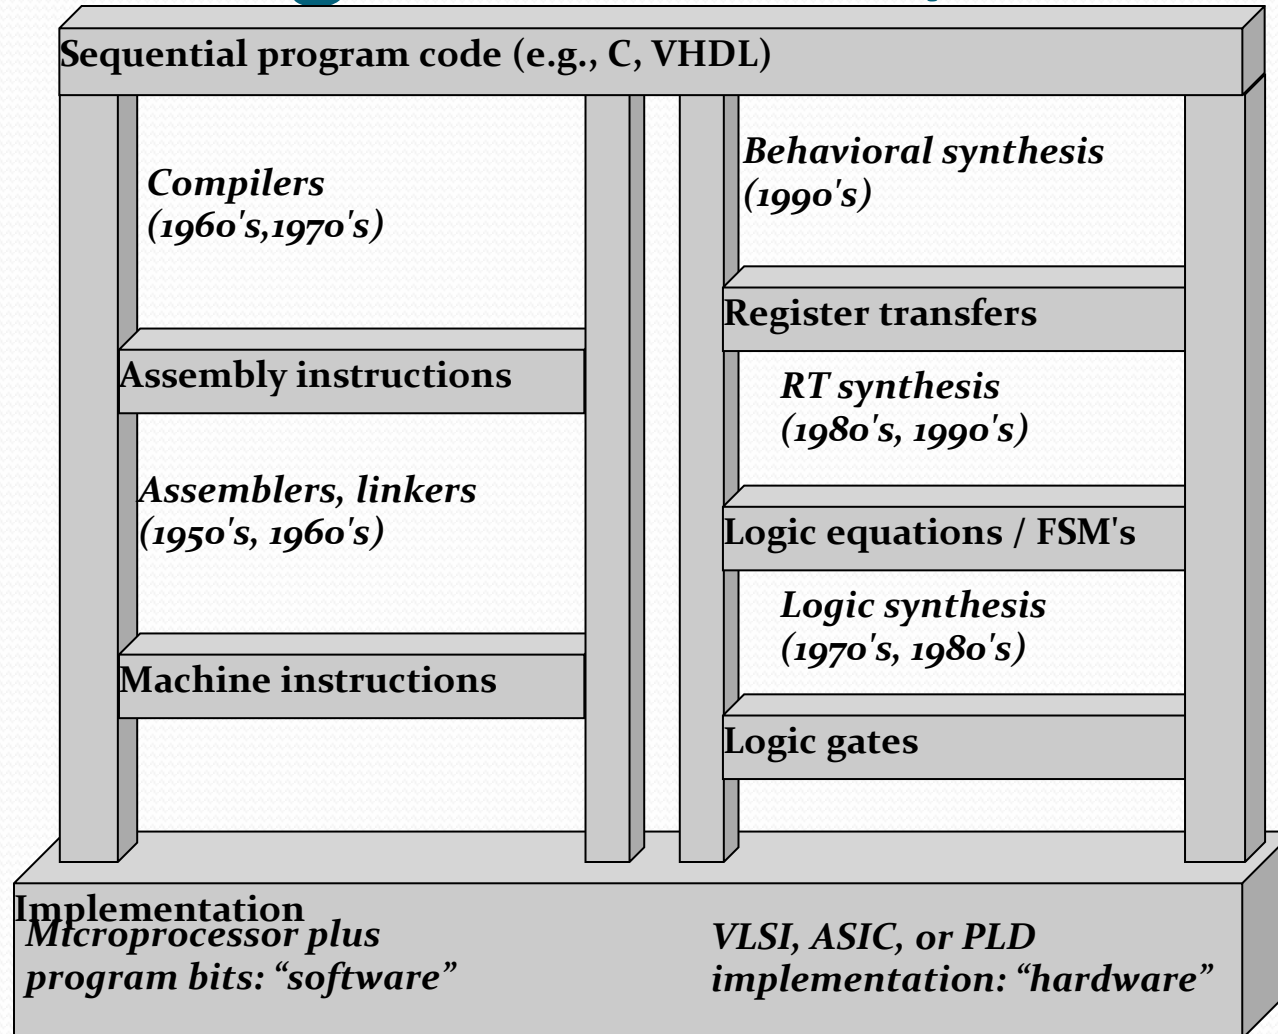 Sequential program code (e.g., C, VHDL)
Compilers
(1960's,1970's)
Assembly instructions
Assemblers, linkers
(1950's, 1960's)
Machine instructions
Behavioral synthesis
(1990's)
Register transfers
RT synthesis
(1980's, 1990's)
Logic equations / FSM's
Logic synthesis
(1970's, 1980's)
Logic gates
Implementation
Microprocessor plus
program bits: “software”
VLSI, ASIC, or PLD
implementation: “hardware”